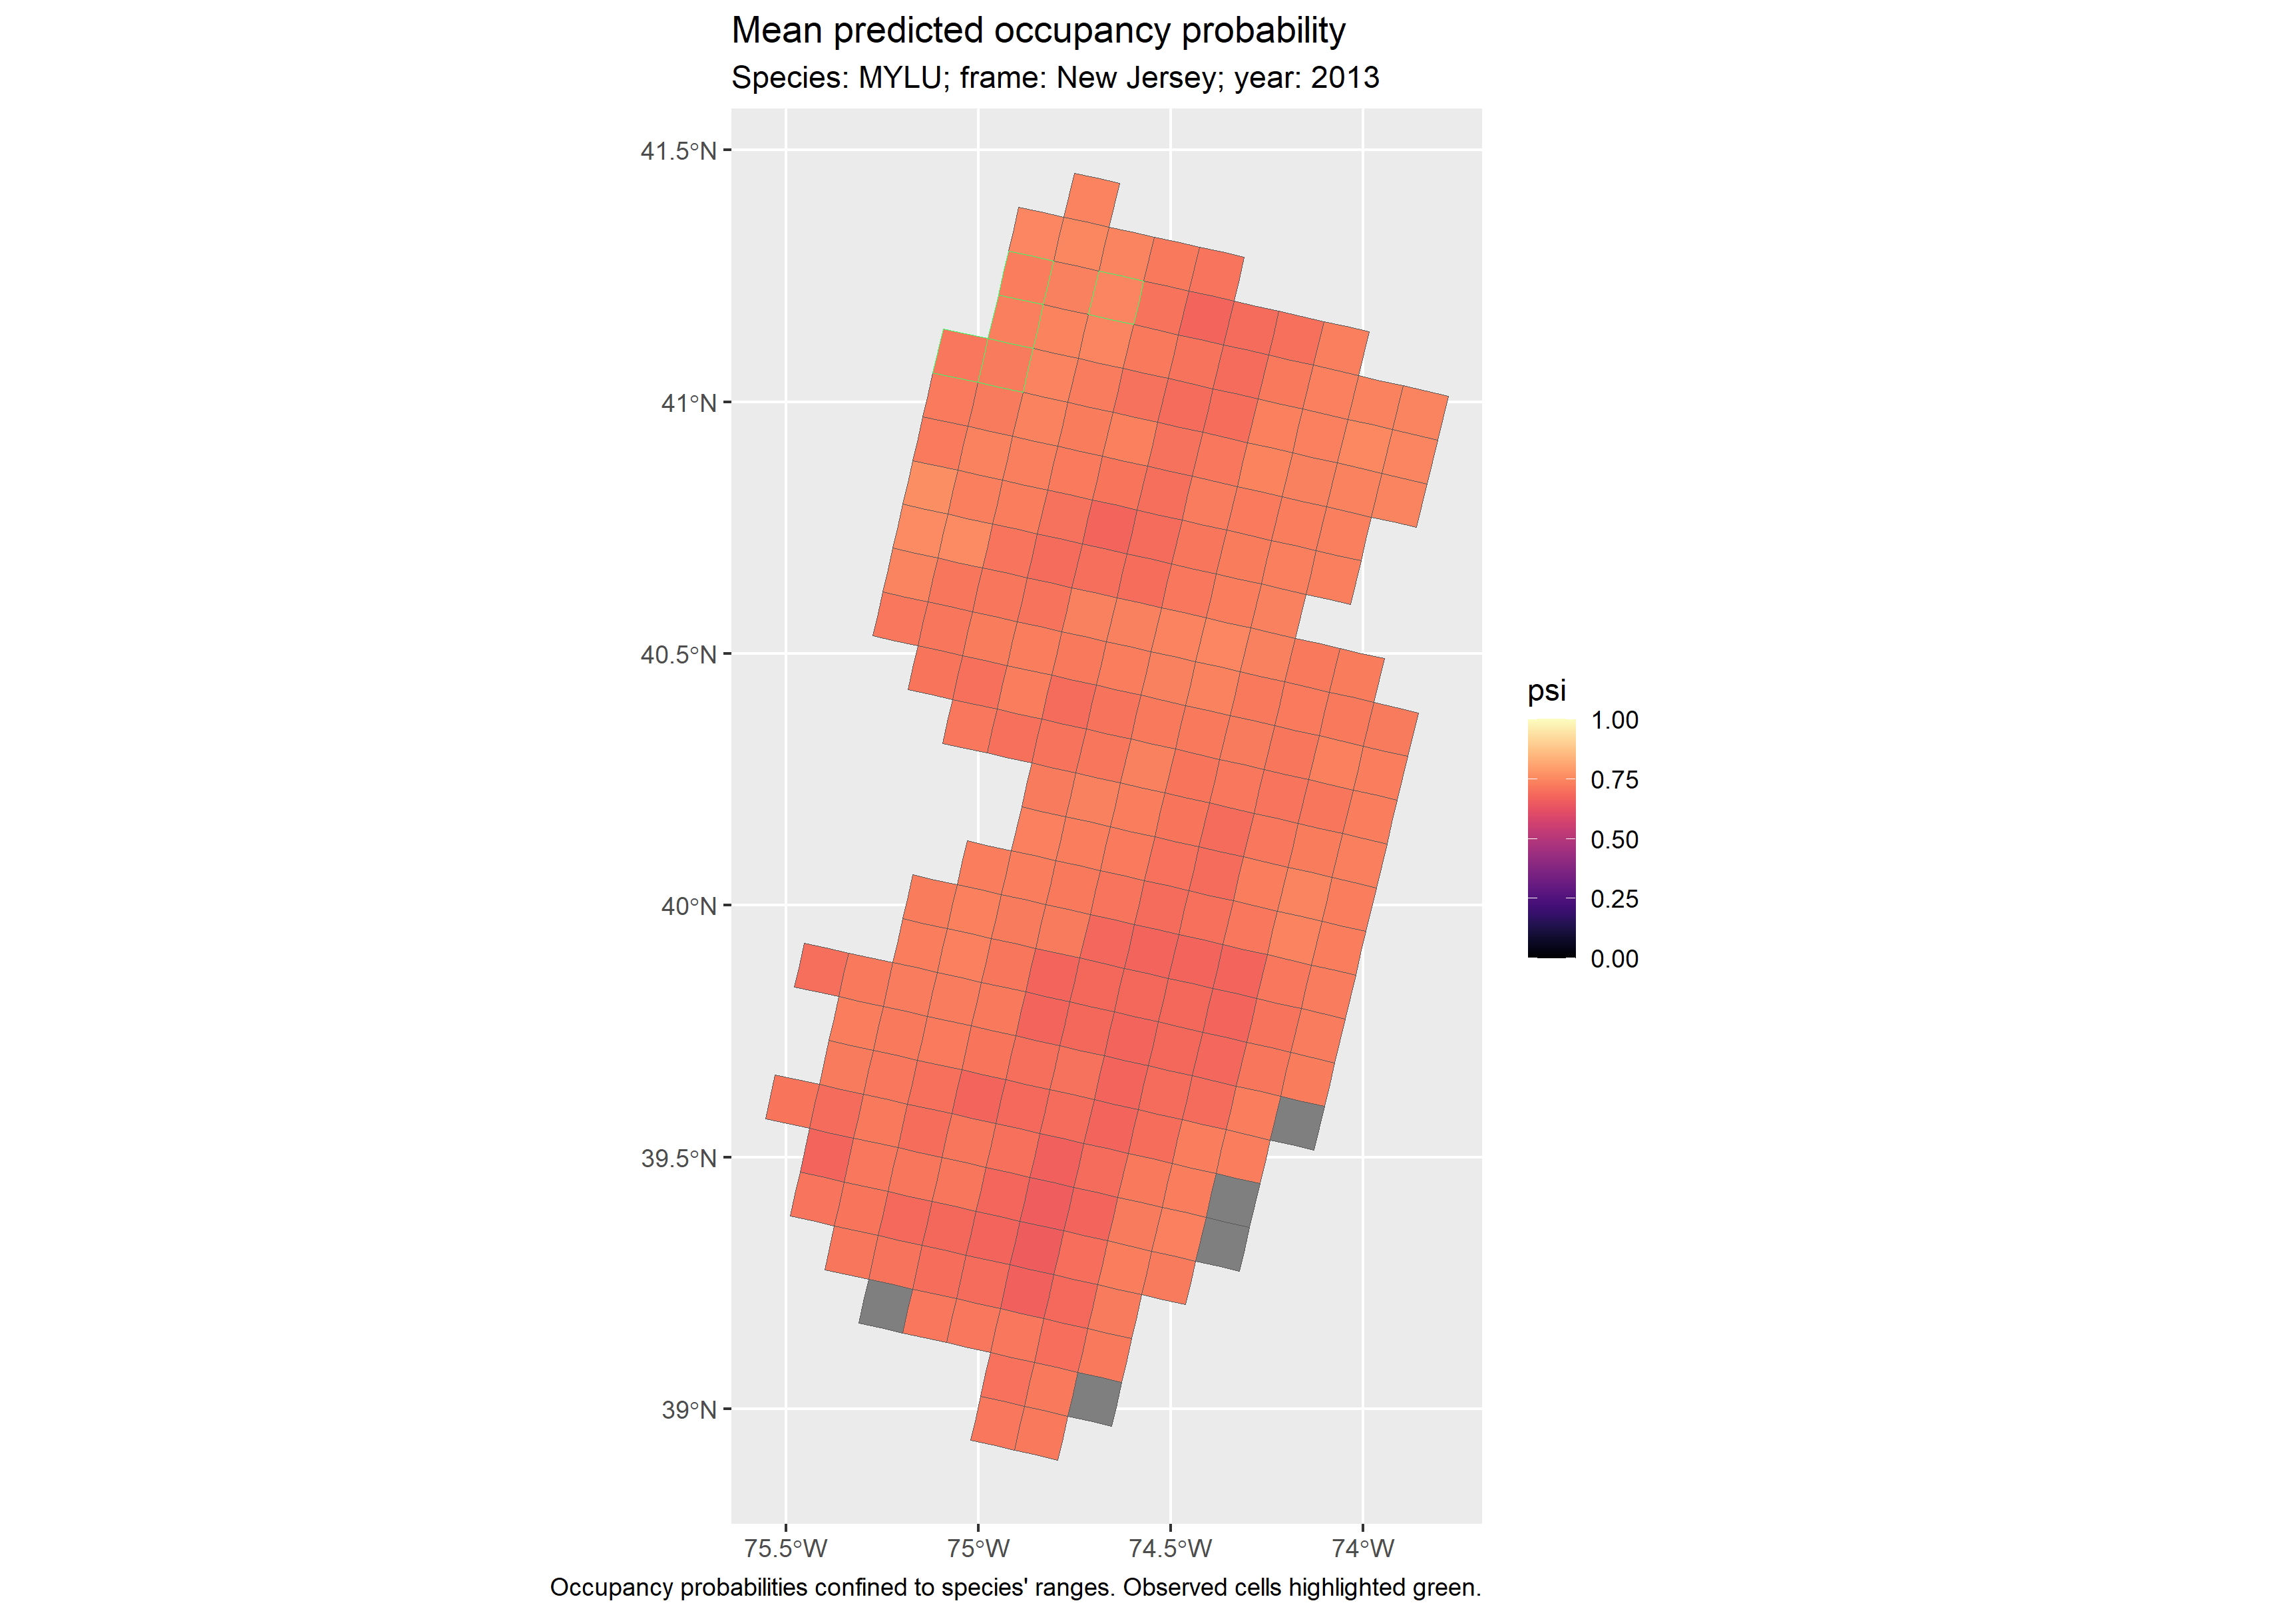 Mean predicted occupancy probability
Species: MYLU; frame: New Jersey; year: 2013
41.5°N
41°N
40.5°N
40°N
39.5°N
39°N
75.5°W
75°W
74.5°W
74°W
psi
1.00
0.75
0.50
0.25
0.00
Occupancy probabilities confined to species' ranges. Observed cells highlighted green.